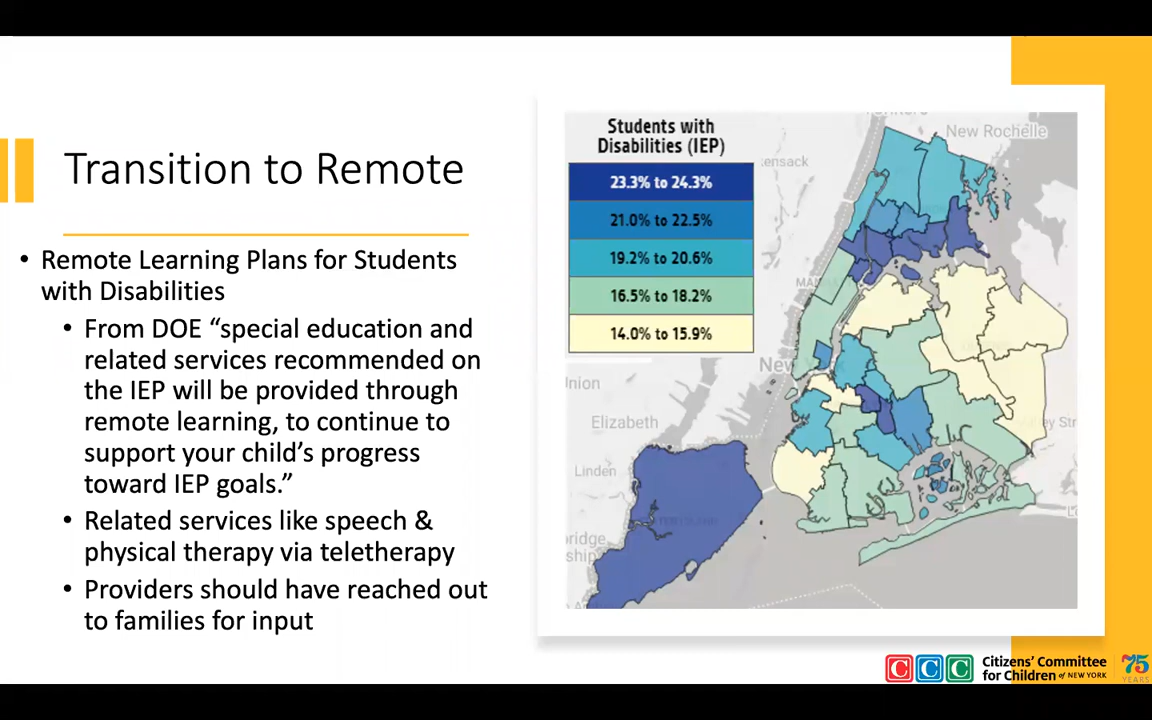 Transition to Remote
• Remote Learning Plans for Students
with Disabilities
• From DOE “special education and
related services recommended on
the IEP will be provided through
remote learning, to continue to
support your child’s progress
toward IEP goals.”
• Related services like speech &
physical therapy via teletherapy
• Providers should have reached out
to families for input
Students with
Disabilities (IEP)
23.3% to 24.3%
21.0% to 22.5%
19.2% to 20.6%
16.5% to 18.2%
14.0% to 15.9%
New Rochelle
ensack
New York
Union
Elizabeth
Linden
CCC
Citizens’ Committee
for Children of NEW YORK
75
YEARS